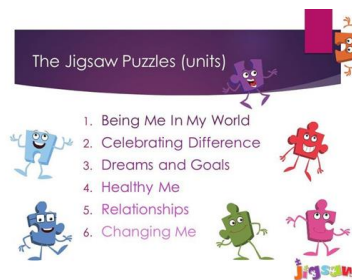 The Jigsaw Puzzles (units)
1. Being Me In My World
2. Celebrating Difference
3. Dreams and Goals
4. Healthy Me
5. Relationships
6. Changing Me
jigsaw